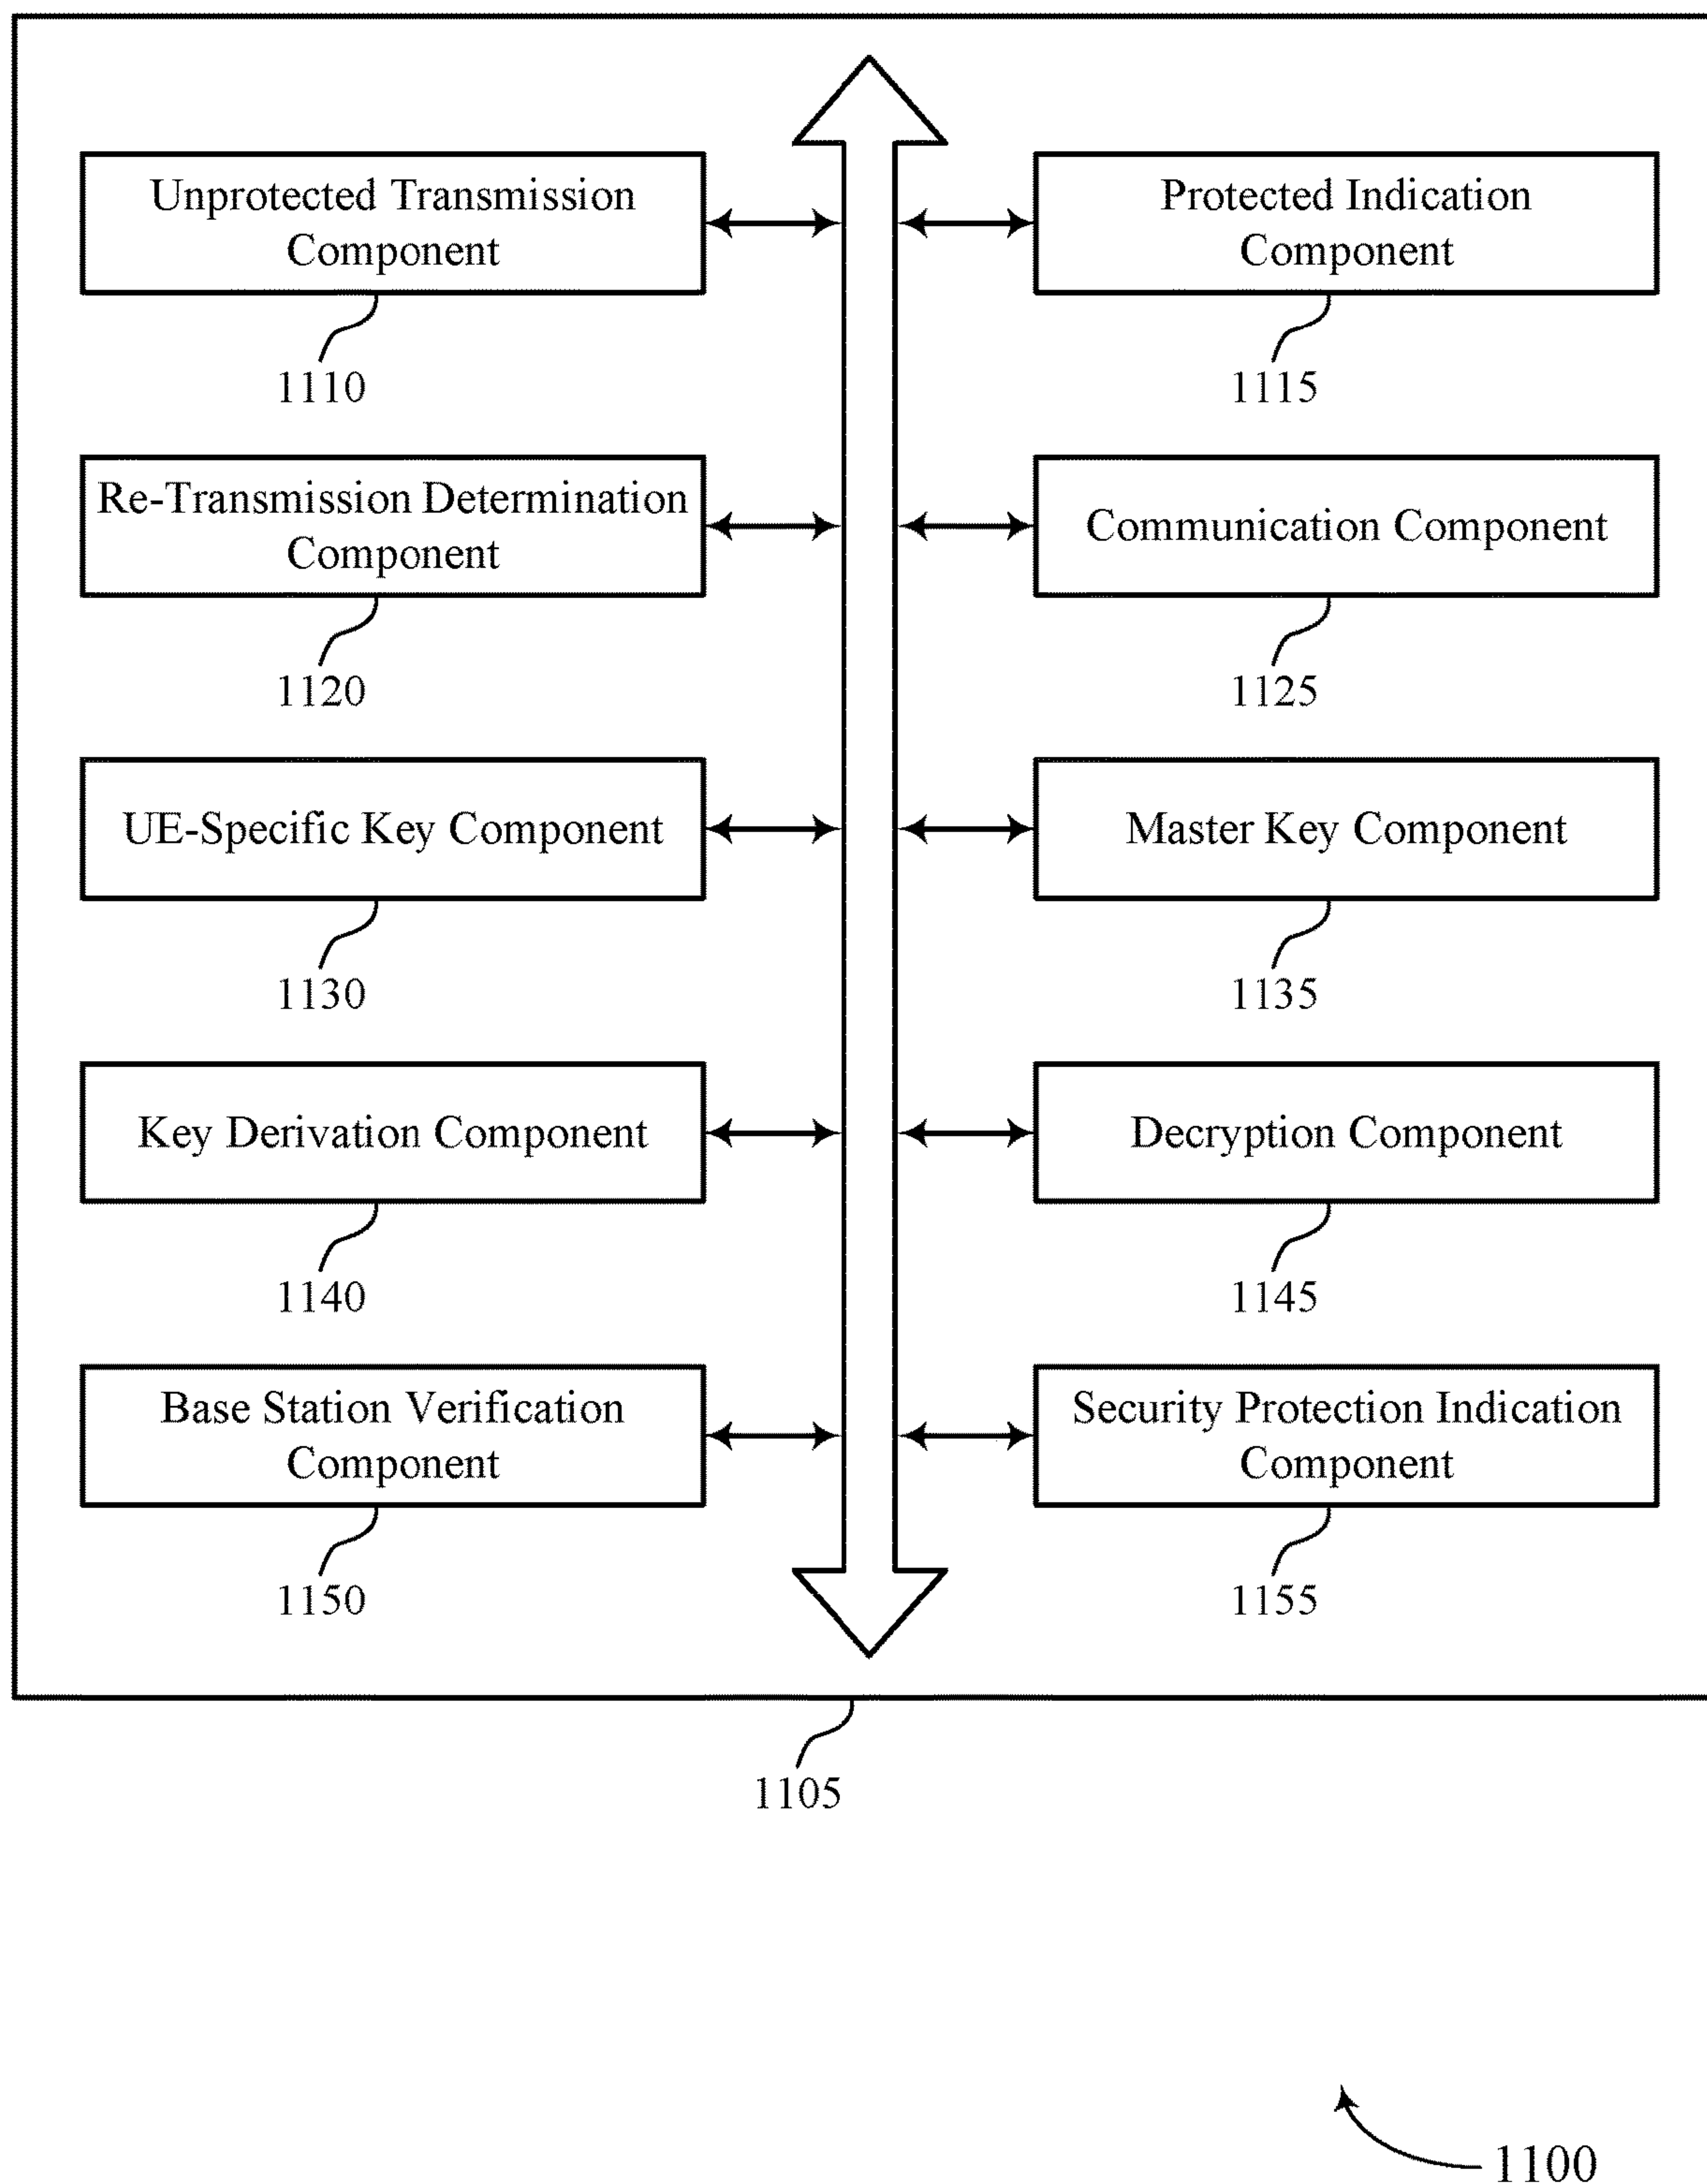 Unprotected Transmission
Component
1110
Protected Indication
Component
1115
Re-Transmission Determination
Component
1120
Communication Component
1125
UE-Specific Key Component
1130
Master Key Component
1135
Key Derivation Component
1140
Decryption Component
1145
Base Station Verification
Component
1150
Security Protection Indication
Component
1155
1105
1100